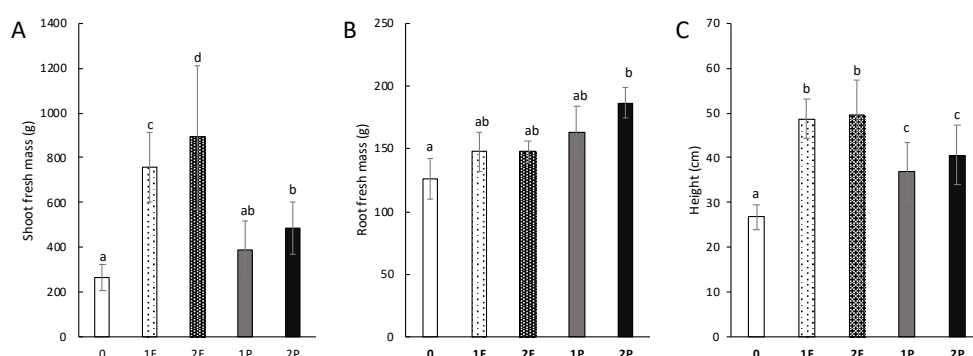 A
Shoot fresh mass (g)
1400
1200
1000
800
600
400
200
0
a
c
d
ab
b
0 1F 2F 1P 2P
B
Root fresh mass (g)
250
200
150
100
50
0
a
ab
ab
ab
b
0 1F 2F 1P 2P
C
Height (cm)
70
60
50
40
30
20
10
0
a
b
b
c
c
0 1F 2F 1P 2P